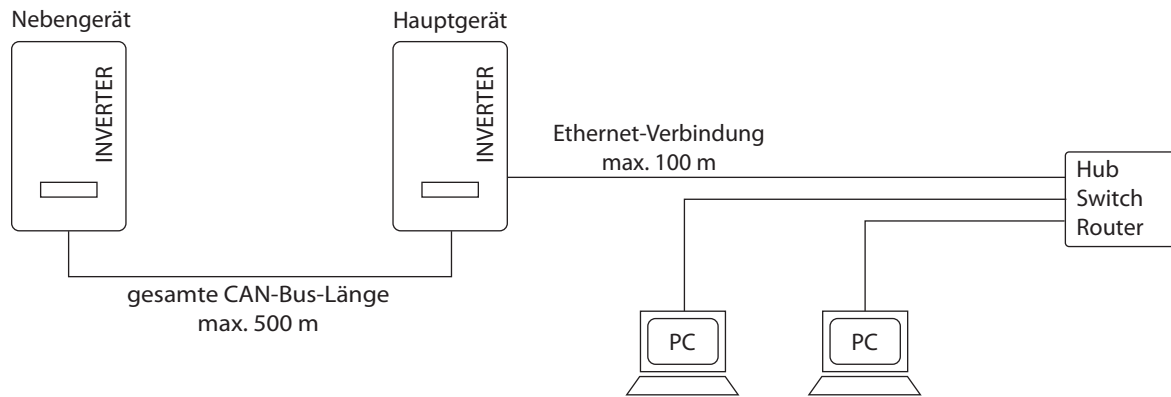 Nebengerät
Hauptgerät
INVERTER
INVERTER
Ethernet-Verbindung
max. 100 m
Hub
Switch
Router
gesamte CAN-Bus-Länge
max. 500 m
PC
PC